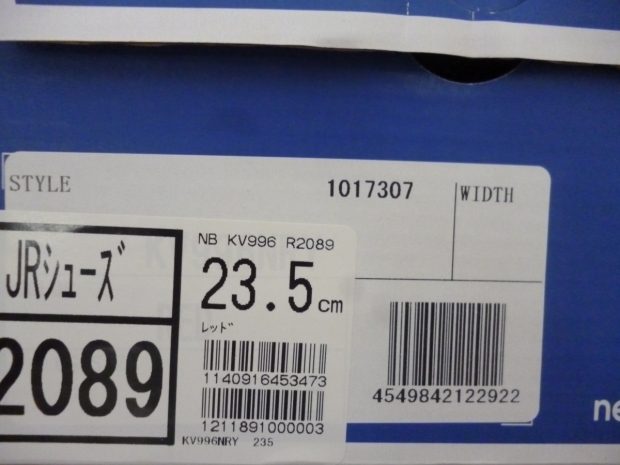 STYLE 1017307 WIDTH
4549842122922
JRシューズ
2089
NB KV996 R2089
23.5cm
レッド
1140916453473
1211891000003
KV996NRY 235
ne